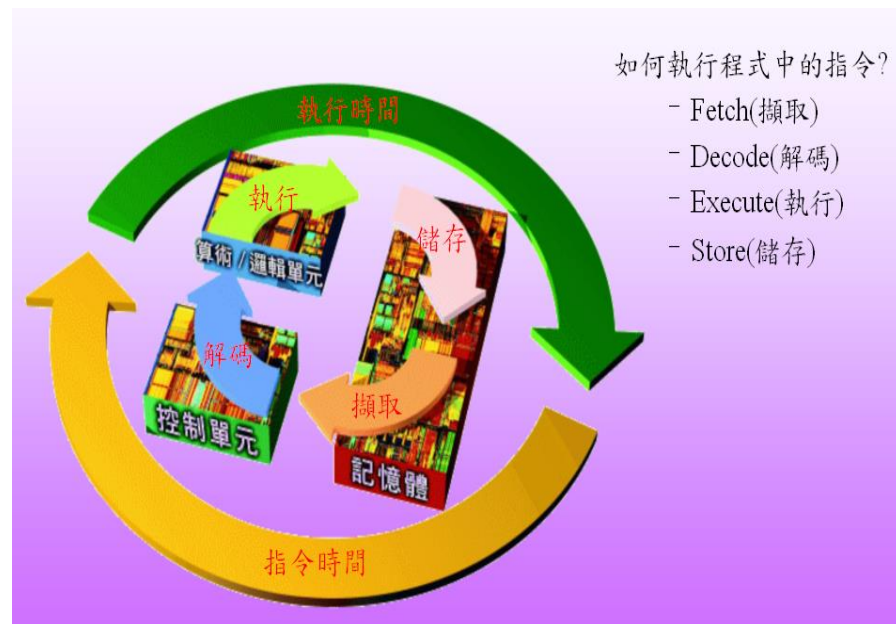 如何執行程式中的指令?
- Fetch(擷取)
- Decode(解碼)
- Execute(執行)
- Store(儲存)
執行時間
執行
儲存
算術/邏輯單元
解碼
擷取
控制單元
記憶體
指令時間